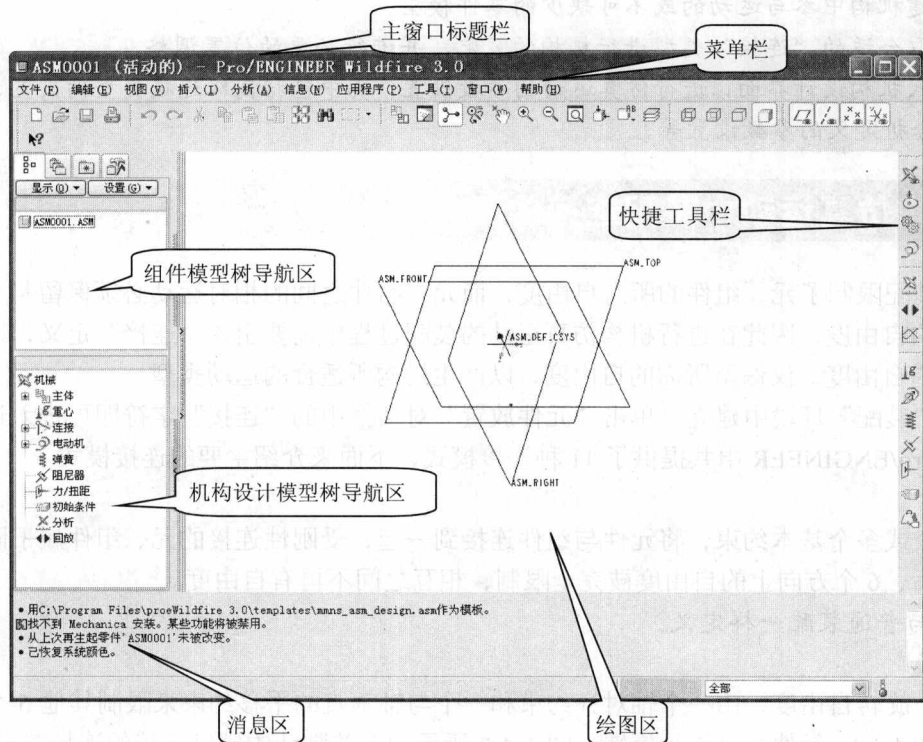 主窗口标题栏
菜单栏
ASM0001 (活动的) - Pro/ENGINEER Wildfire 3.0
文件(F) 编辑(E) 视图(V) 插入(I) 分析(A) 信息(N) 应用程序(P) 工具(T) 窗口(W) 帮助(H)
显示(O) 设置(G)
ASM0001.ASM
快捷工具栏
组件模型树导航区
ASM_FRONT
ASM_TOP
ASM_DEF_CSYS
ASM_RIGHT
机械
主体
重心
连接
电动机
弹簧
阻尼器
力/扭距
初始条件
分析
回放
机构设计模型树导航区
• 用C:\Program Files\proeWildfire 3.0\templates\mmns_asm_design.asm作为模板。
找不到 Mechanica 安装。某些功能将被禁用。
• 从上次再生起零件'ASM0001'未被改变。
• 已恢复系统颜色。
全部
消息区
绘图区